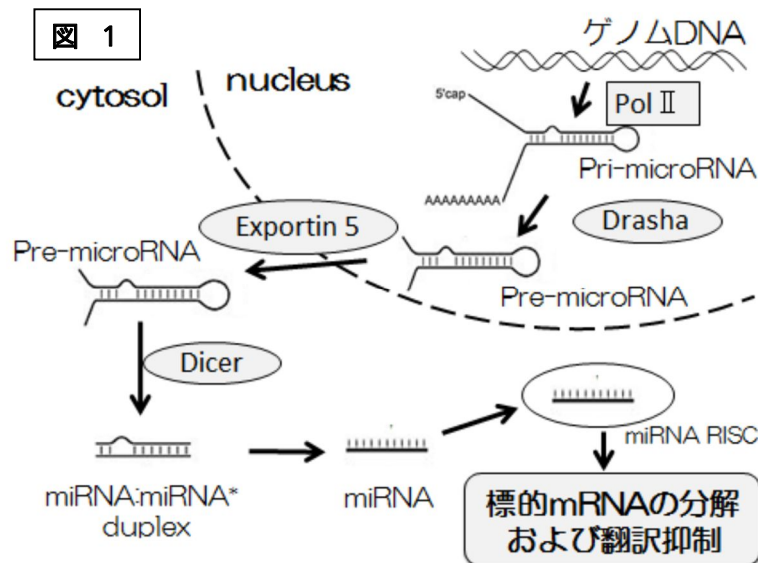 図 1
ゲノムDNA
cytosol
nucleus
5'cap
Pol Ⅱ
Pri-microRNA
AAAAAAAAA
Drasha
Exportin 5
Pre-microRNA
Pre-microRNA
Dicer
miRNA RISC
miRNA:miRNA*
duplex
miRNA
標的mRNAの分解
および翻訳抑制